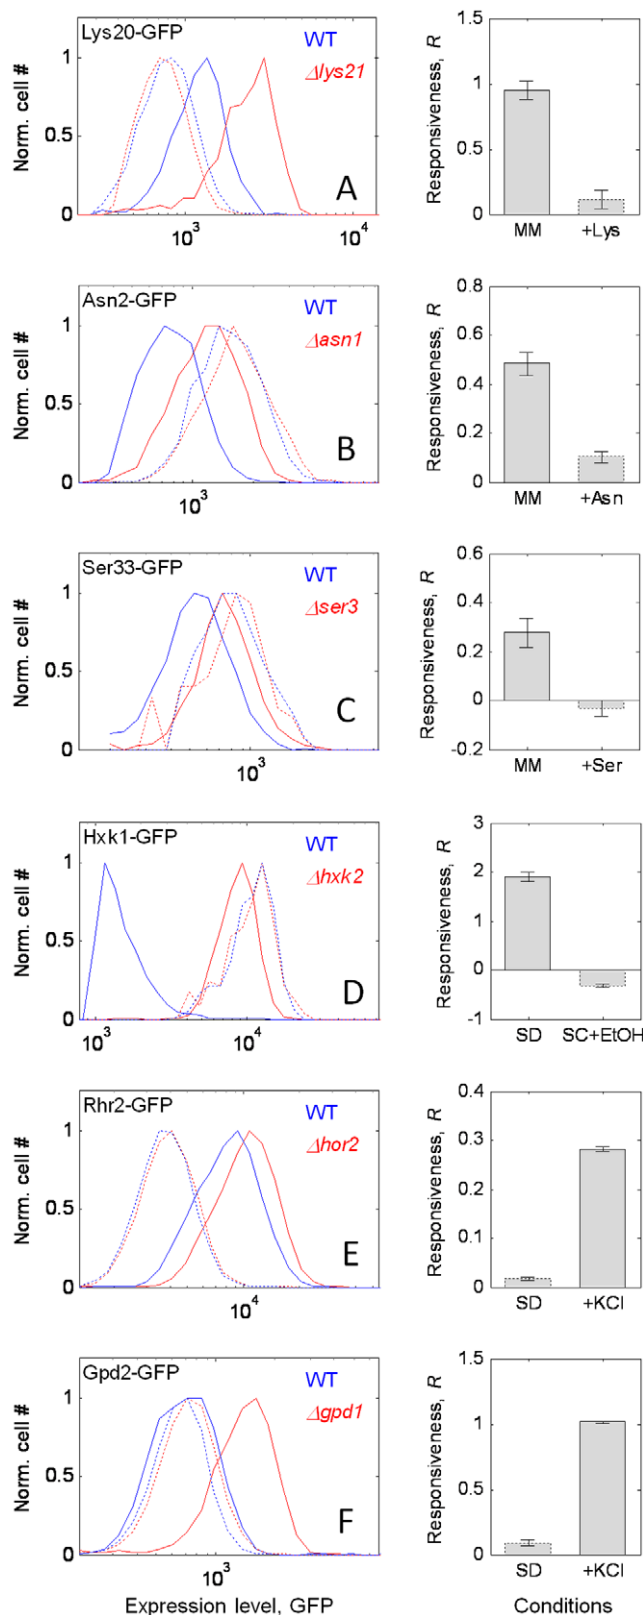 Lys20-GFP
WT
Δlys21
Norm. cell #
1
0.5
0
10³
10⁴
A
Responsiveness, R
1.5
1
0.5
0
MM
+Lys
Asn2-GFP
WT
Δasn1
Norm. cell #
1
0.5
0
10³
B
Responsiveness, R
0.8
0.6
0.4
0.2
0
MM
+Asn
Ser33-GFP
WT
Δser3
Norm. cell #
1
0.5
0
10³
C
Responsiveness, R
0.6
0.4
0.2
0
-0.2
MM
+Ser
Hxk1-GFP
WT
Δhxk2
Norm. cell #
1
0.5
0
10³
10⁴
D
Responsiveness, R
3
2
1
0
-1
SD
SC+EtOH
Rhr2-GFP
WT
Δhor2
Norm. cell #
1
0.5
0
10⁴
E
Responsiveness, R
0.4
0.3
0.2
0.1
0
SD
+KCl
Gpd2-GFP
WT
Δgpd1
Norm. cell #
1
0.5
0
10³
F
Expression level, GFP
Responsiveness, R
1.5
1
0.5
0
SD
+KCl
Conditions